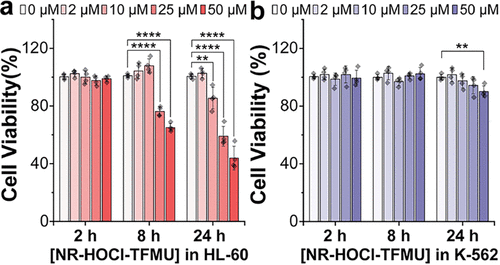 a
0 μM 2 μM 10 μM 25 μM 50 μM
Cell Viability(%)
120
80
40
0
****
****
****
****
**
2 h 8 h 24 h
[NR-HOCl-TFMU] in HL-60
b
0 μM 2 μM 10 μM 25 μM 50 μM
Cell Viability(%)
120
80
40
0
**
2 h 8 h 24 h
[NR-HOCl-TFMU] in K-562